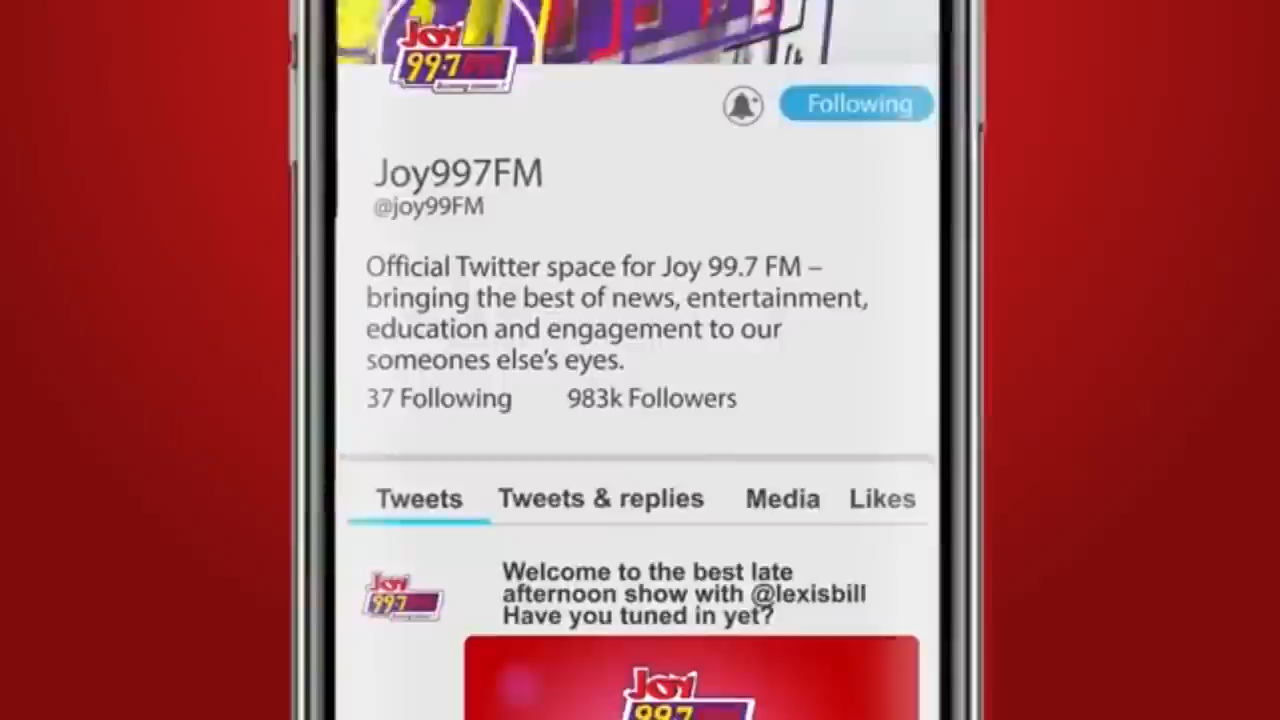 Joy
99.7 FM
Following
Joy997FM
@joy99FM
Official Twitter space for Joy 99.7 FM –
bringing the best of news, entertainment,
education and engagement to our
someones else's eyes.
37 Following 983k Followers
Tweets Tweets & replies Media Likes
Joy
99.7
Welcome to the best late
afternoon show with @lexisbill
Have you tuned in yet?
Joy
99.7